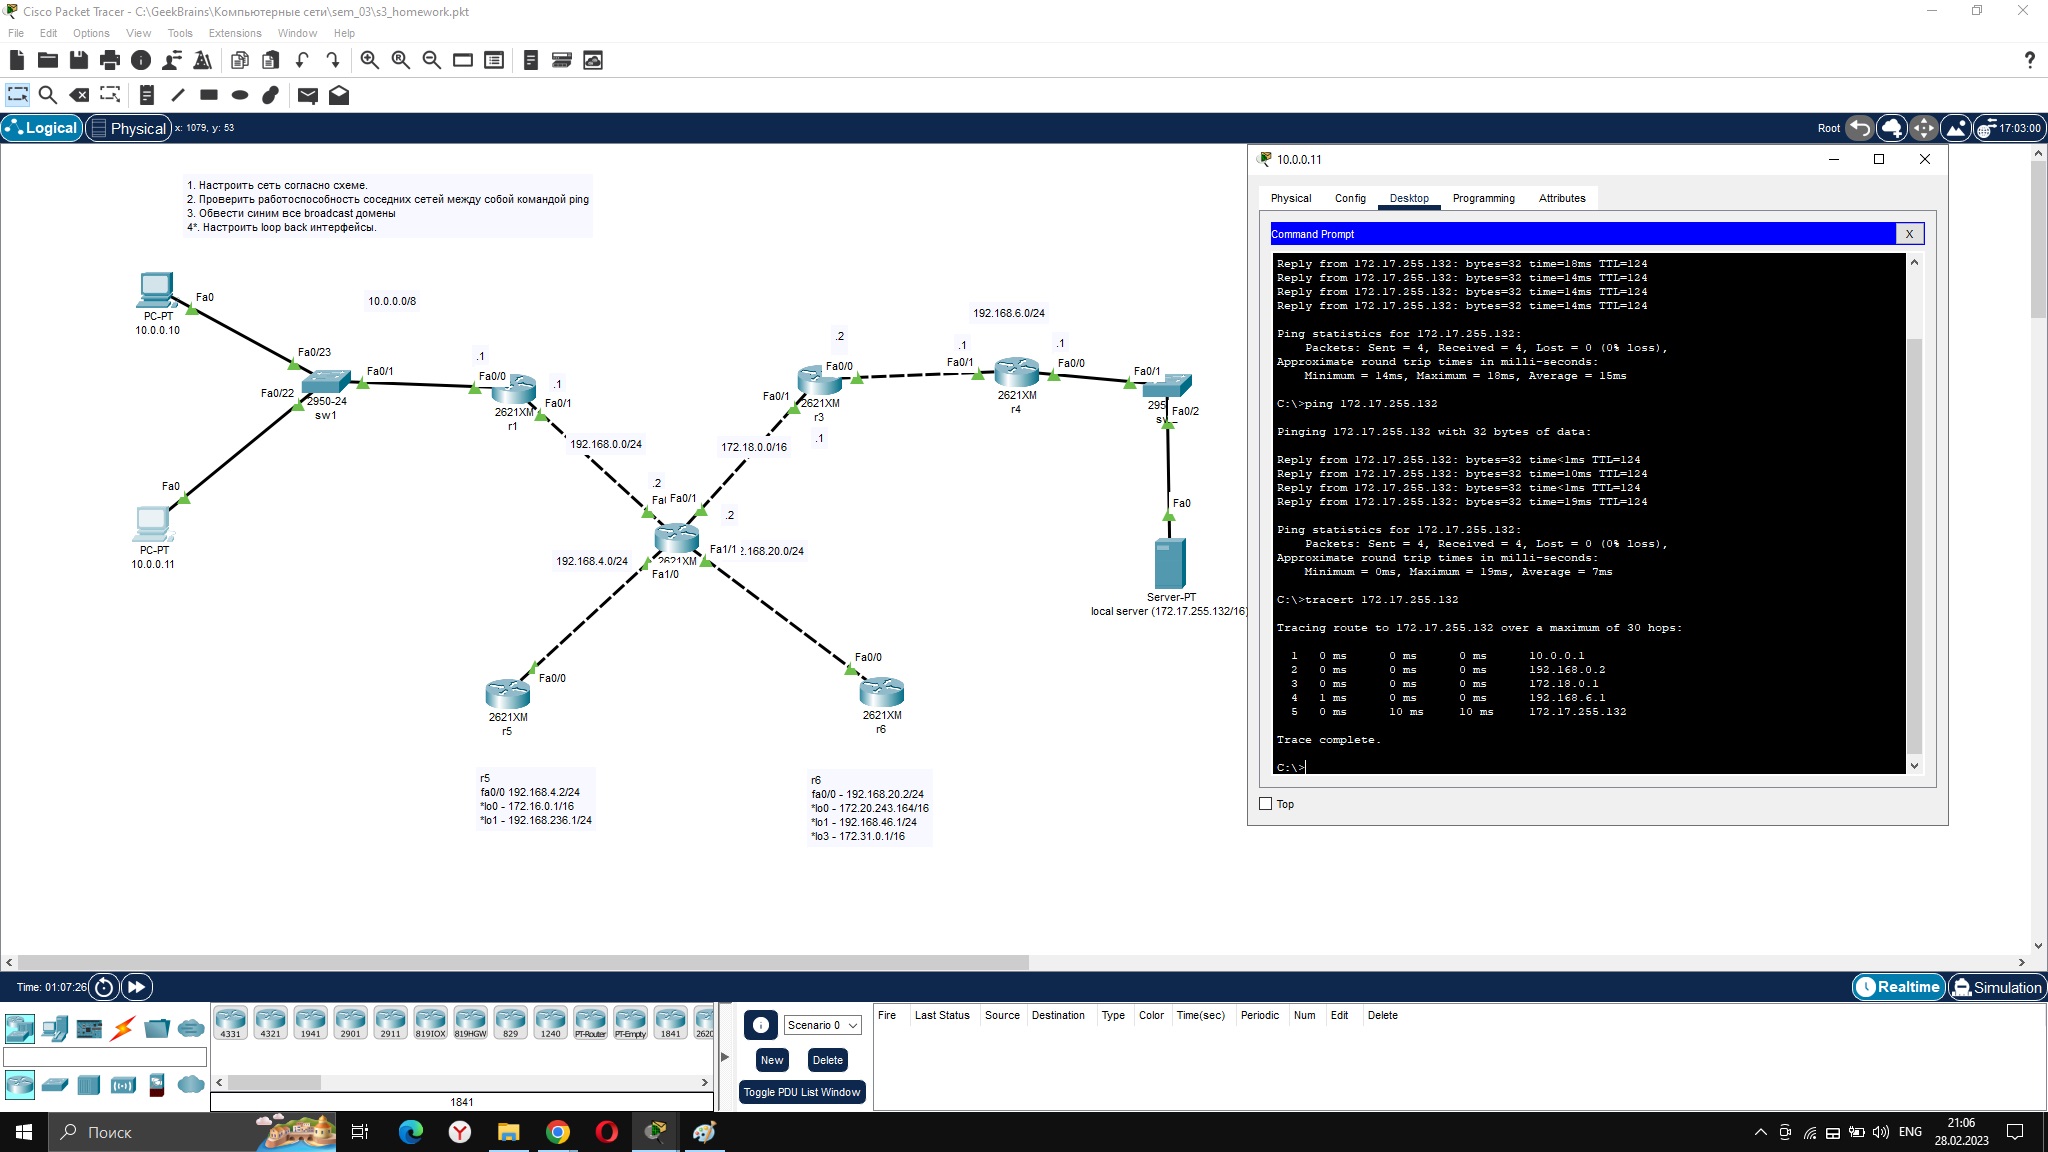 Cisco Packet Tracer - C:\GeekBrains\Компьютерные сети\sem_03\s3_homework.pkt
File Edit Options View Tools Extensions Window Help
Logical Physical x: 1079, y: 53 Root 17:03:00
1. Настроить сеть согласно схеме.
2. Проверить работоспособность соседних сетей между собой командой ping
3. Обвести синим все broadcast домены
4*. Настроить loop back интерфейсы.
Fa0
PC-PT
10.0.0.10
10.0.0.0/8
Fa0/23
Fa0/22
Fa0/1
2950-24
sw1
Fa0
PC-PT
10.0.0.11
.1
Fa0/0
2621XM
r1
.1
Fa0/1
192.168.0.0/24
172.18.0.0/16
.2
Fa0/1
.2
2621XM
192.168.4.0/24
Fa1/0
Fa1/1
.168.20.0/24
.2
Fa0/0
Fa0/1
2621XM
r3
.1
192.168.6.0/24
.1
Fa0/1
.1
Fa0/0
2621XM
r4
Fa0/1
295
Fa0/2
Fa0
Server-PT
local server (172.17.255.132/16)
Fa0/0
2621XM
r5
Fa0/0
2621XM
r6
r5
fa0/0 192.168.4.2/24
*lo0 - 172.16.0.1/16
*lo1 - 192.168.236.1/24
r6
fa0/0 - 192.168.20.2/24
*lo0 - 172.20.243.164/16
*lo1 - 192.168.46.1/24
*lo3 - 172.31.0.1/16
10.0.0.11
Physical Config Desktop Programming Attributes
Command Prompt X
Reply from 172.17.255.132: bytes=32 time=18ms TTL=124
Reply from 172.17.255.132: bytes=32 time=14ms TTL=124
Reply from 172.17.255.132: bytes=32 time=14ms TTL=124
Reply from 172.17.255.132: bytes=32 time=14ms TTL=124
Ping statistics for 172.17.255.132:
Packets: Sent = 4, Received = 4, Lost = 0 (0% loss),
Approximate round trip times in milli-seconds:
Minimum = 14ms, Maximum = 18ms, Average = 15ms
C:\>ping 172.17.255.132
Pinging 172.17.255.132 with 32 bytes of data:
Reply from 172.17.255.132: bytes=32 time<1ms TTL=124
Reply from 172.17.255.132: bytes=32 time=10ms TTL=124
Reply from 172.17.255.132: bytes=32 time<1ms TTL=124
Reply from 172.17.255.132: bytes=32 time=19ms TTL=124
Ping statistics for 172.17.255.132:
Packets: Sent = 4, Received = 4, Lost = 0 (0% loss),
Approximate round trip times in milli-seconds:
Minimum = 0ms, Maximum = 19ms, Average = 7ms
C:\>tracert 172.17.255.132
Tracing route to 172.17.255.132 over a maximum of 30 hops:
1 0 ms 0 ms 0 ms 10.0.0.1
2 0 ms 0 ms 0 ms 192.168.0.2
3 0 ms 0 ms 0 ms 172.18.0.1
4 1 ms 0 ms 0 ms 192.168.6.1
5 0 ms 10 ms 10 ms 172.17.255.132
Trace complete.
C:\>
Top
Time: 01:07:26 Realtime Simulation
4331 4321 1941 2901 2911 819IOX 819HGW 829 1240 PT-Router PT-Empty 1841 2620
1841
Scenario 0
New Delete
Toggle PDU List Window
Fire Last Status Source Destination Type Color Time(sec) Periodic Num Edit Delete
Поиск ENG 21:06
28.02.2023